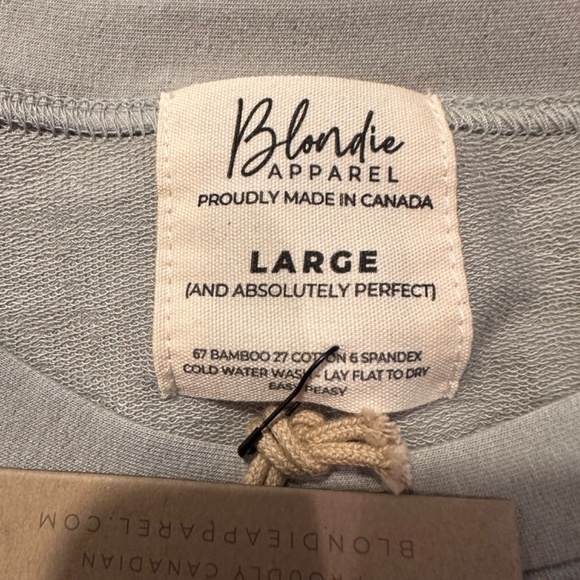 Blondie
APPAREL
PROUDLY MADE IN CANADA
LARGE
(AND ABSOLUTELY PERFECT)
67 BAMBOO 27 COTTON 6 SPANDEX
COLD WATER WASH - LAY FLAT TO DRY
EASY PEASY
BLONDIEAPPAREL.COM
PROUDLY CANADIAN